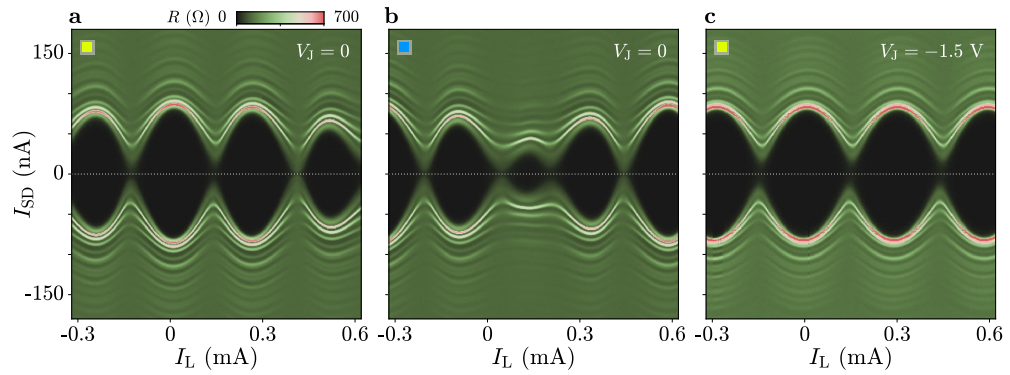 a
R (Ω) 0 700
b
c
V_J = 0
V_J = 0
V_J = −1.5 V
150
0
-150
I_SD (nA)
-0.3 0 0.3 0.6
-0.3 0 0.3 0.6
-0.3 0 0.3 0.6
I_L (mA)
I_L (mA)
I_L (mA)